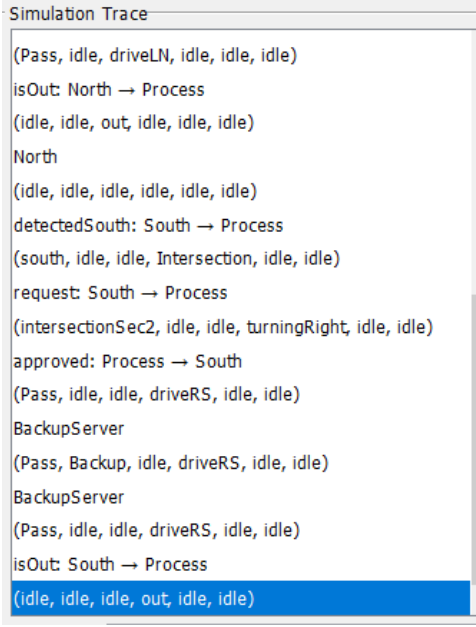 Simulation Trace
(Pass, idle, driveLN, idle, idle, idle)
isOut: North → Process
(idle, idle, out, idle, idle, idle)
North
(idle, idle, idle, idle, idle, idle)
detectedSouth: South → Process
(south, idle, idle, Intersection, idle, idle)
request: South → Process
(intersectionSec2, idle, idle, turningRight, idle, idle)
approved: Process → South
(Pass, idle, idle, driveRS, idle, idle)
BackupServer
(Pass, Backup, idle, driveRS, idle, idle)
BackupServer
(Pass, idle, idle, driveRS, idle, idle)
isOut: South → Process
(idle, idle, idle, out, idle, idle)